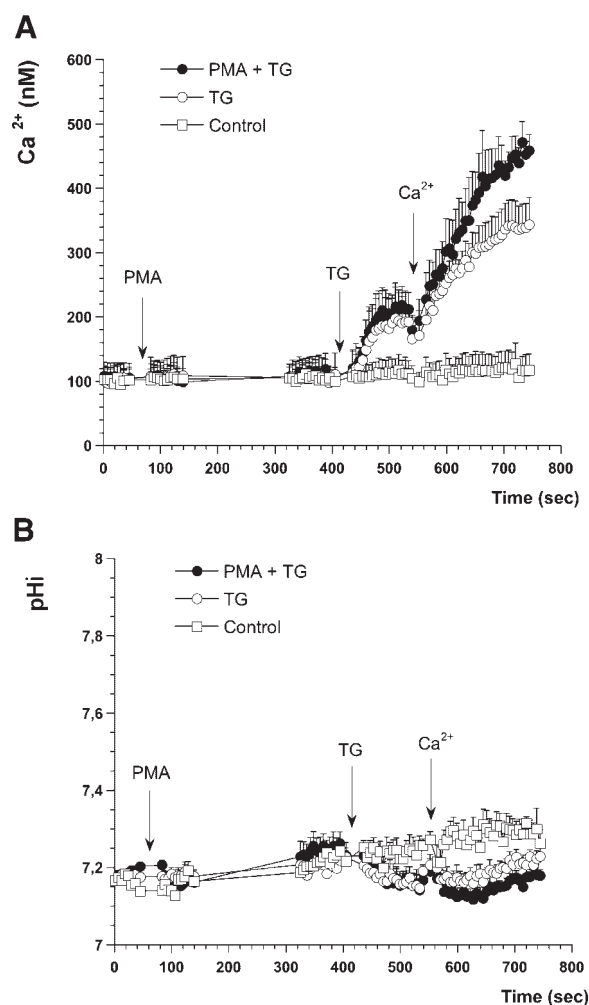 A
Ca 2+ (nM)
600
500
400
300
200
100
0
PMA + TG
TG
Control
PMA
TG
Ca2+
0 100 200 300 400 500 600 700 800
Time (sec)
B
pHi
8
7,8
7,6
7,4
7,2
7
PMA + TG
TG
Control
PMA
TG
Ca2+
0 100 200 300 400 500 600 700 800
Time (sec)